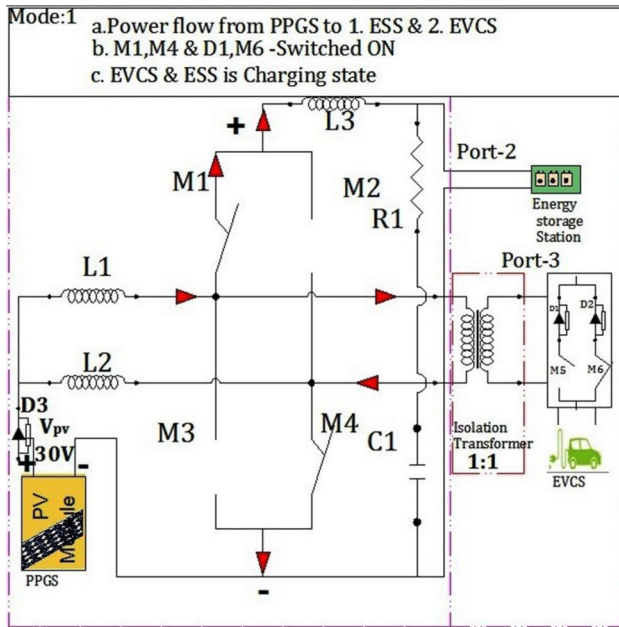 Mode:1
a.Power flow from PPGS to 1. ESS & 2. EVCS
b. M1,M4 & D1,M6 -Switched ON
c. EVCS & ESS is Charging state
+
L3
Port-2
M1
M2
R1
Energy
storage
Station
Port-3
L1
D1
D2
L2
M5
M6
D3
Vpv
30V
M3
M4
C1
Isolation
Transformer
1:1
+
-
PV
Module
PPGS
-
EVCS